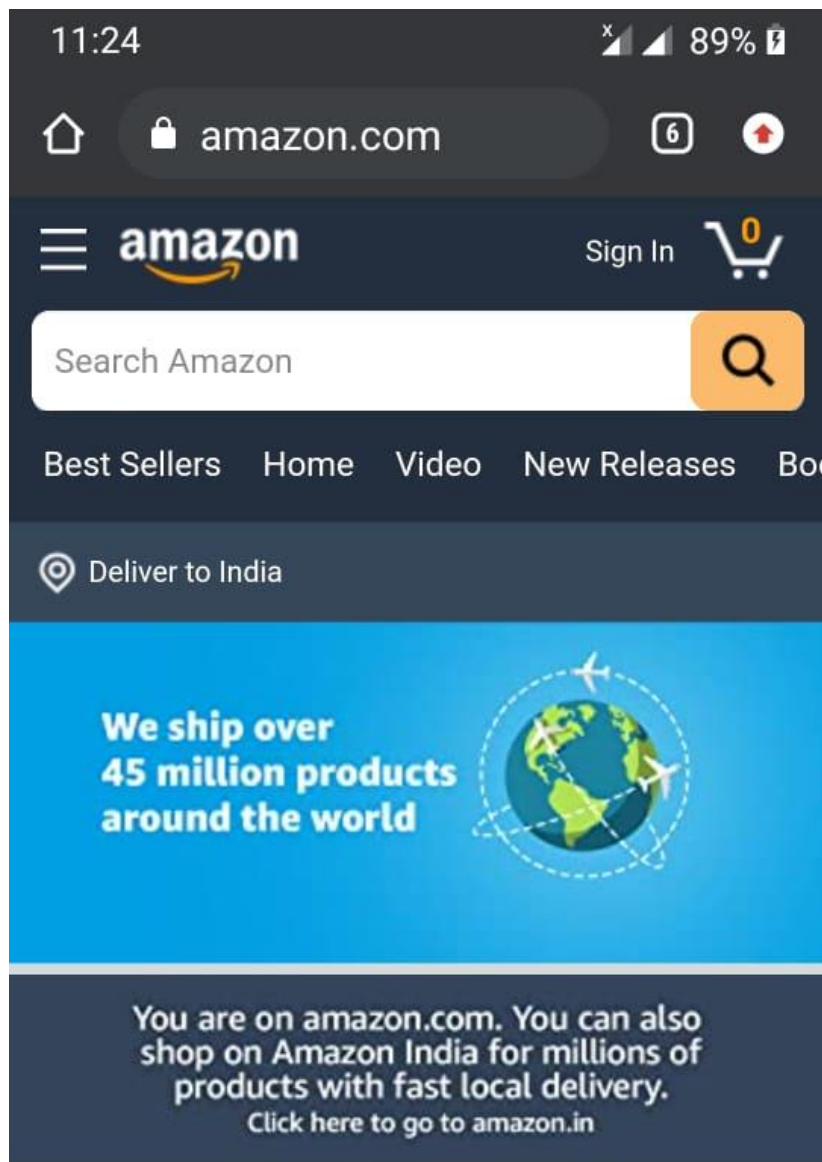 11:24 x 89%
amazon.com 6
amazon Sign In 0
Search Amazon
Best Sellers Home Video New Releases Boo
Deliver to India
We ship over
45 million products
around the world
You are on amazon.com. You can also
shop on Amazon India for millions of
products with fast local delivery.
Click here to go to amazon.in